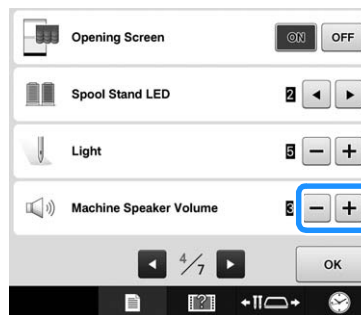 Opening Screen ON OFF
Spool Stand LED 2
Light 5 − +
Machine Speaker Volume 3 − +
4/7 OK
?